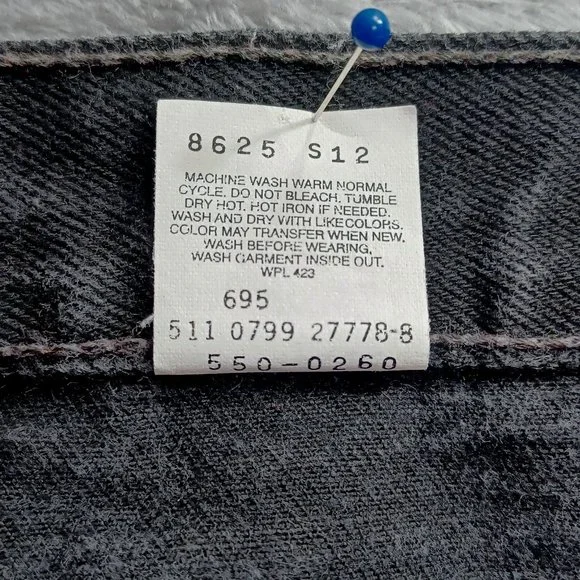 8625 S12
MACHINE WASH WARM NORMAL
CYCLE. DO NOT BLEACH. TUMBLE
DRY HOT. HOT IRON IF NEEDED.
WASH AND DRY WITH LIKE COLORS.
COLOR MAY TRANSFER WHEN NEW.
WASH BEFORE WEARING.
WASH GARMENT INSIDE OUT.
WPL 423
695
511 0799 27778-8
550-0260